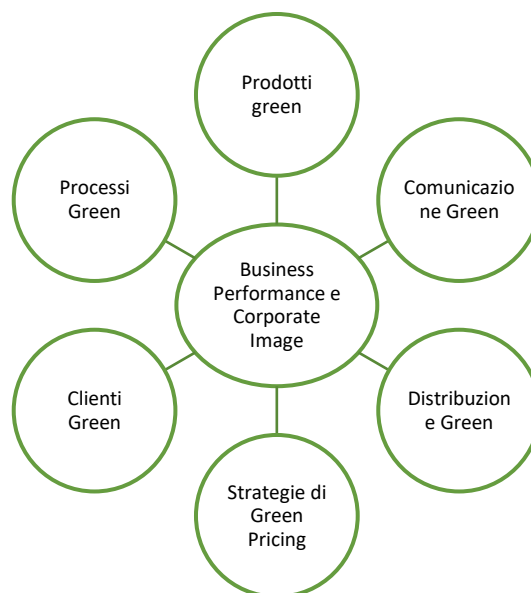 Prodotti
green
Processi
Green
Comunicazio
ne Green
Business
Performance e
Corporate
Image
Clienti
Green
Distribuzion
e Green
Strategie di
Green
Pricing